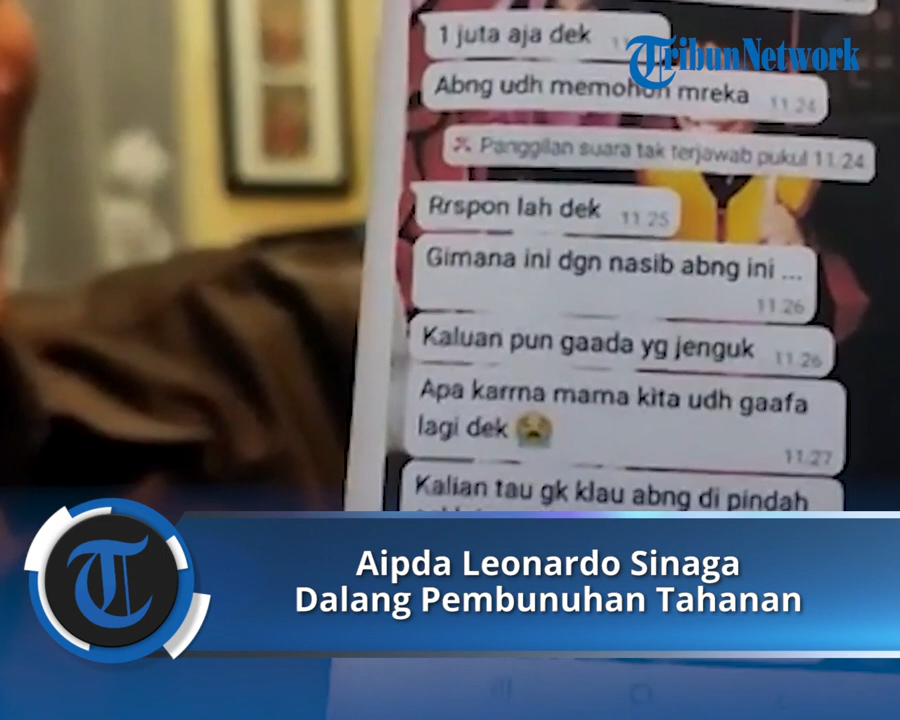 1 juta aja dek
TribunNetwork
Abng udh memohon mreka 11.24
Panggilan suara tak terjawab pukul 11.24
Rrspon lah dek 11.25
Gimana ini dgn nasib abng ini ...
11.26
Kaluan pun gaada yg jenguk 11.26
Apa karrna mama kita udh gaafa
lagi dek 😭
11.27
Kalian tau gk klau abng di pindah
Aipda Leonardo Sinaga
Dalang Pembunuhan Tahanan